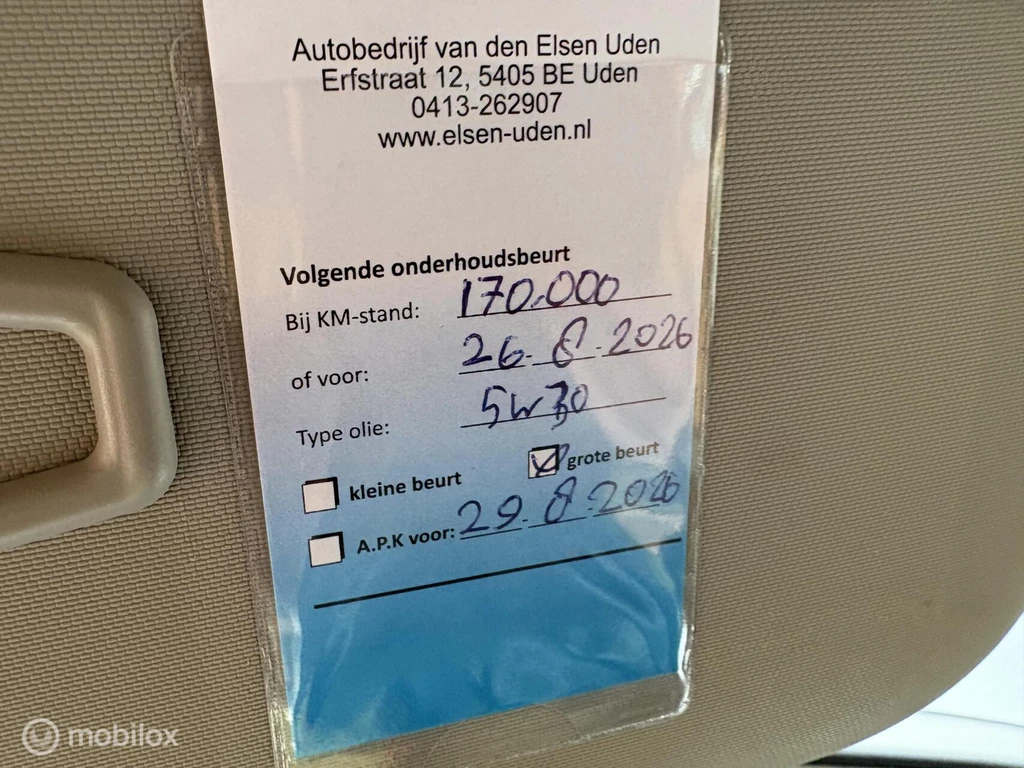 Autobedrijf van den Elsen Uden
Erfstraat 12, 5405 BE Uden
0413-262907
www.elsen-uden.nl
Volgende onderhoudsbeurt
Bij KM-stand: 170.000
of voor: 26-8-2026
Type olie: 5W30
kleine beurt grote beurt
A.P.K voor: 29-8-2026
mobilox